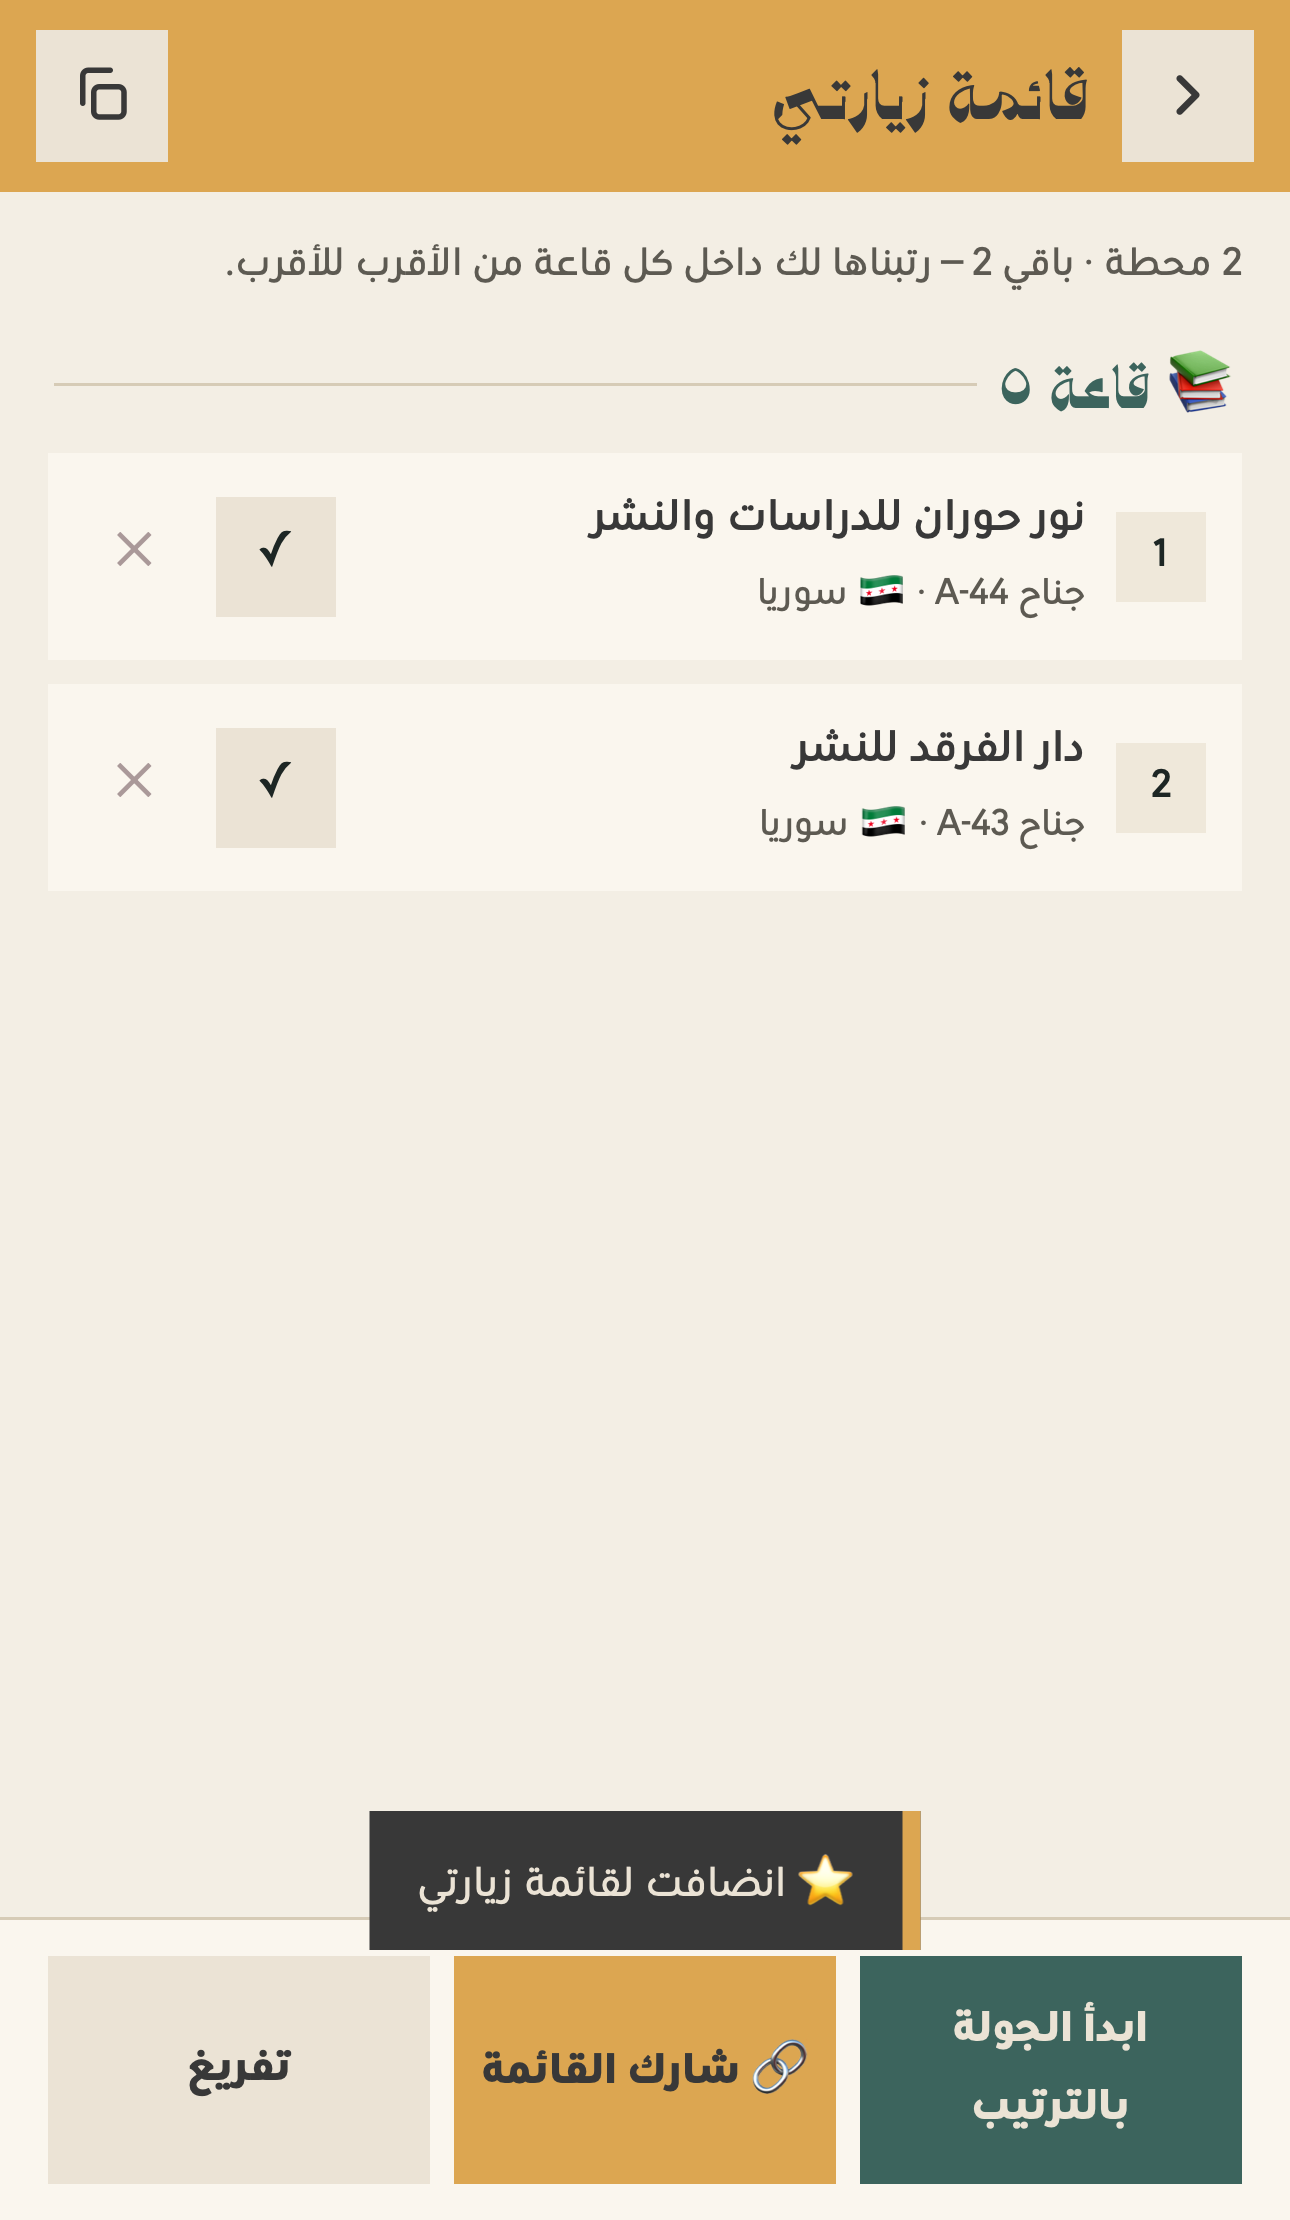 قائمة زيارتي
2 محطة · باقي 2 – رتبناها لك داخل كل قاعة من الأقرب للأقرب.
📚 قاعة ٥
1
نور حوران للدراسات والنشر
جناح A-44 · 🇸🇾 سوريا
✓ ×
2
دار الفرقد للنشر
جناح A-43 · 🇸🇾 سوريا
✓ ×
⭐ انضافت لقائمة زيارتي
ابدأ الجولة
بالترتيب
🔗 شارك القائمة
تفريغ